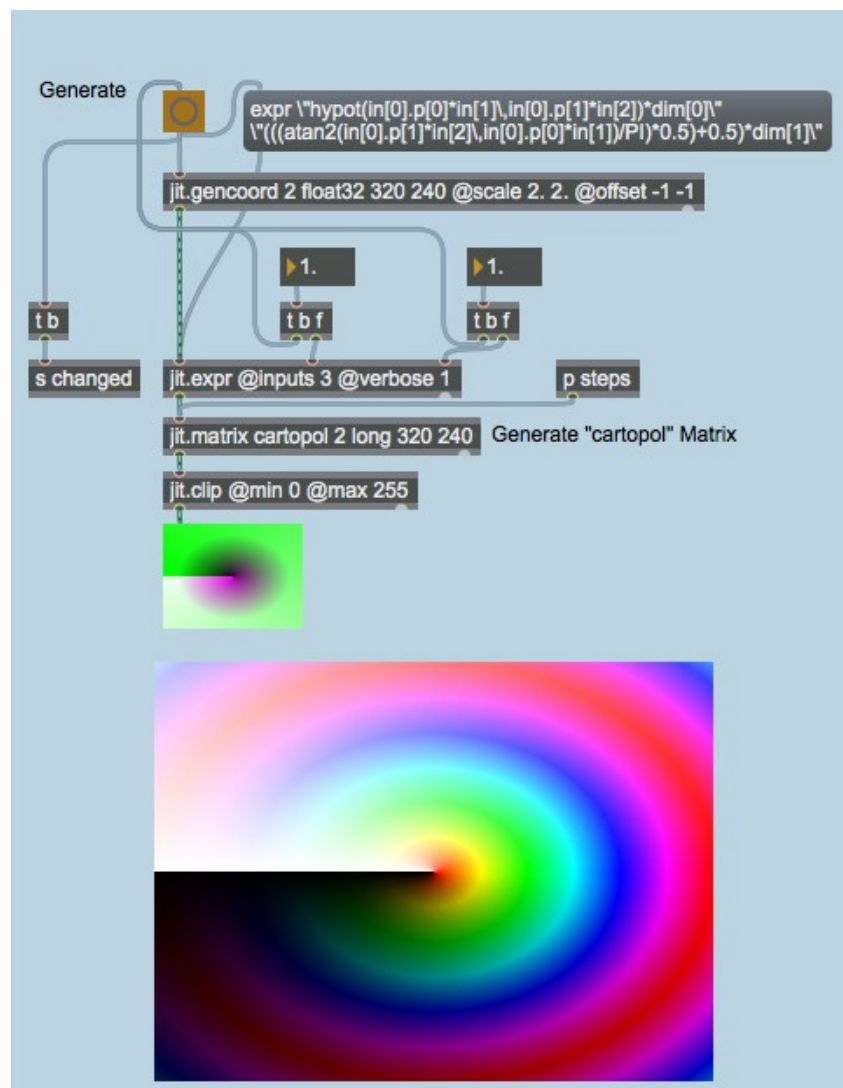 Generate
expr \"hypot(in[0].p[0]*in[1]\,in[0].p[1]*in[2])*dim[0]\"
\"(((atan2(in[0].p[1]*in[2]\,in[0].p[0]*in[1])/PI)*0.5)+0.5)*dim[1]\"
jit.gencoord 2 float32 320 240 @scale 2. 2. @offset -1 -1
1.
1.
t b
t b f
t b f
s changed
jit.expr @inputs 3 @verbose 1
p steps
jit.matrix cartopol 2 long 320 240
Generate "cartopol" Matrix
jit.clip @min 0 @max 255